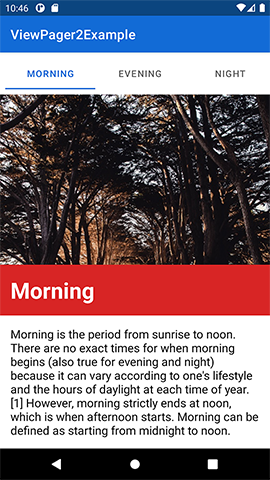 10:46
ViewPager2Example
MORNING EVENING NIGHT
Morning
Morning is the period from sunrise to noon.
There are no exact times for when morning
begins (also true for evening and night)
because it can vary according to one's lifestyle
and the hours of daylight at each time of year.
[1] However, morning strictly ends at noon,
which is when afternoon starts. Morning can be
defined as starting from midnight to noon.